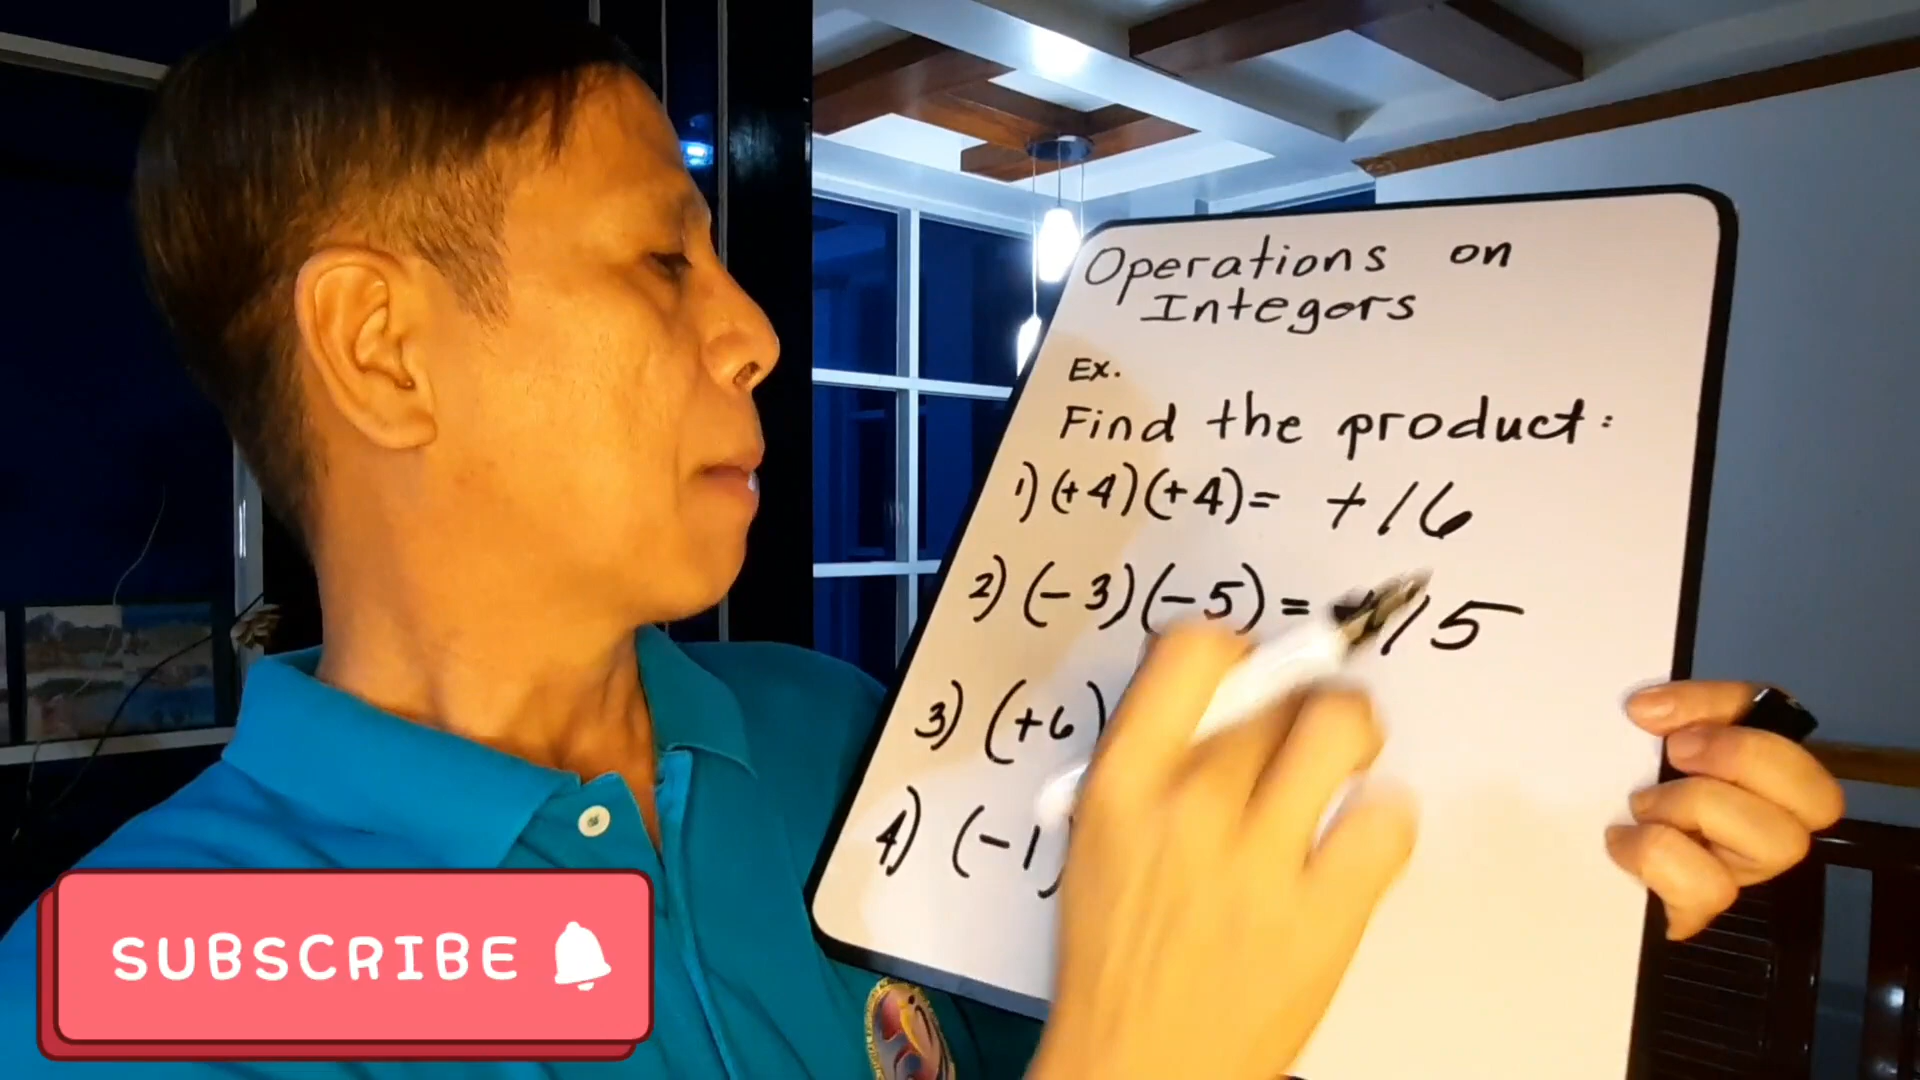 Operations on
Integers
Ex.
Find the product:
1) (+4)(+4)= +16
2) (-3)(-5)= +15
3) (+6)
4) (-1)
SUBSCRIBE